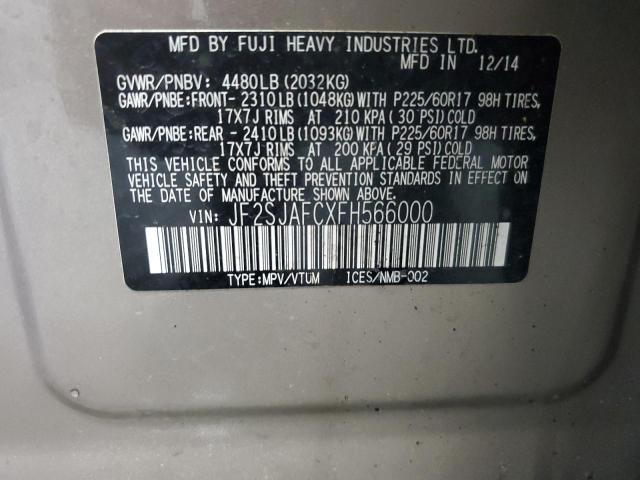 MFD BY FUJI HEAVY INDUSTRIES LTD.
MFD IN 12/14
GVWR/PNBV: 4480LB(2032KG)
GAWR/PNBE:FRONT- 2310LB(1048KG)WITH P225/60R17 98H TIRES,
17X7J RIMS AT 210 KPA( 30 PSI)COLD
GAWR/PNBE:REAR - 2410LB(1093KG)WITH P225/60R17 98H TIRES,
17X7J RIMS AT 200 KPA( 29 PSI)COLD
THIS VEHICLE CONFORMS TO ALL APPLICABLE FEDERAL MOTOR
VEHICLE SAFETY AND THEFT PREVENTION STANDARDS IN EFFECT ON
THE DATE OF MANUFACTURE SHOWN ABOVE.
VIN: JF2SJAFCXFH566000
TYPE:MPV/VTUM ICES/NMB-002